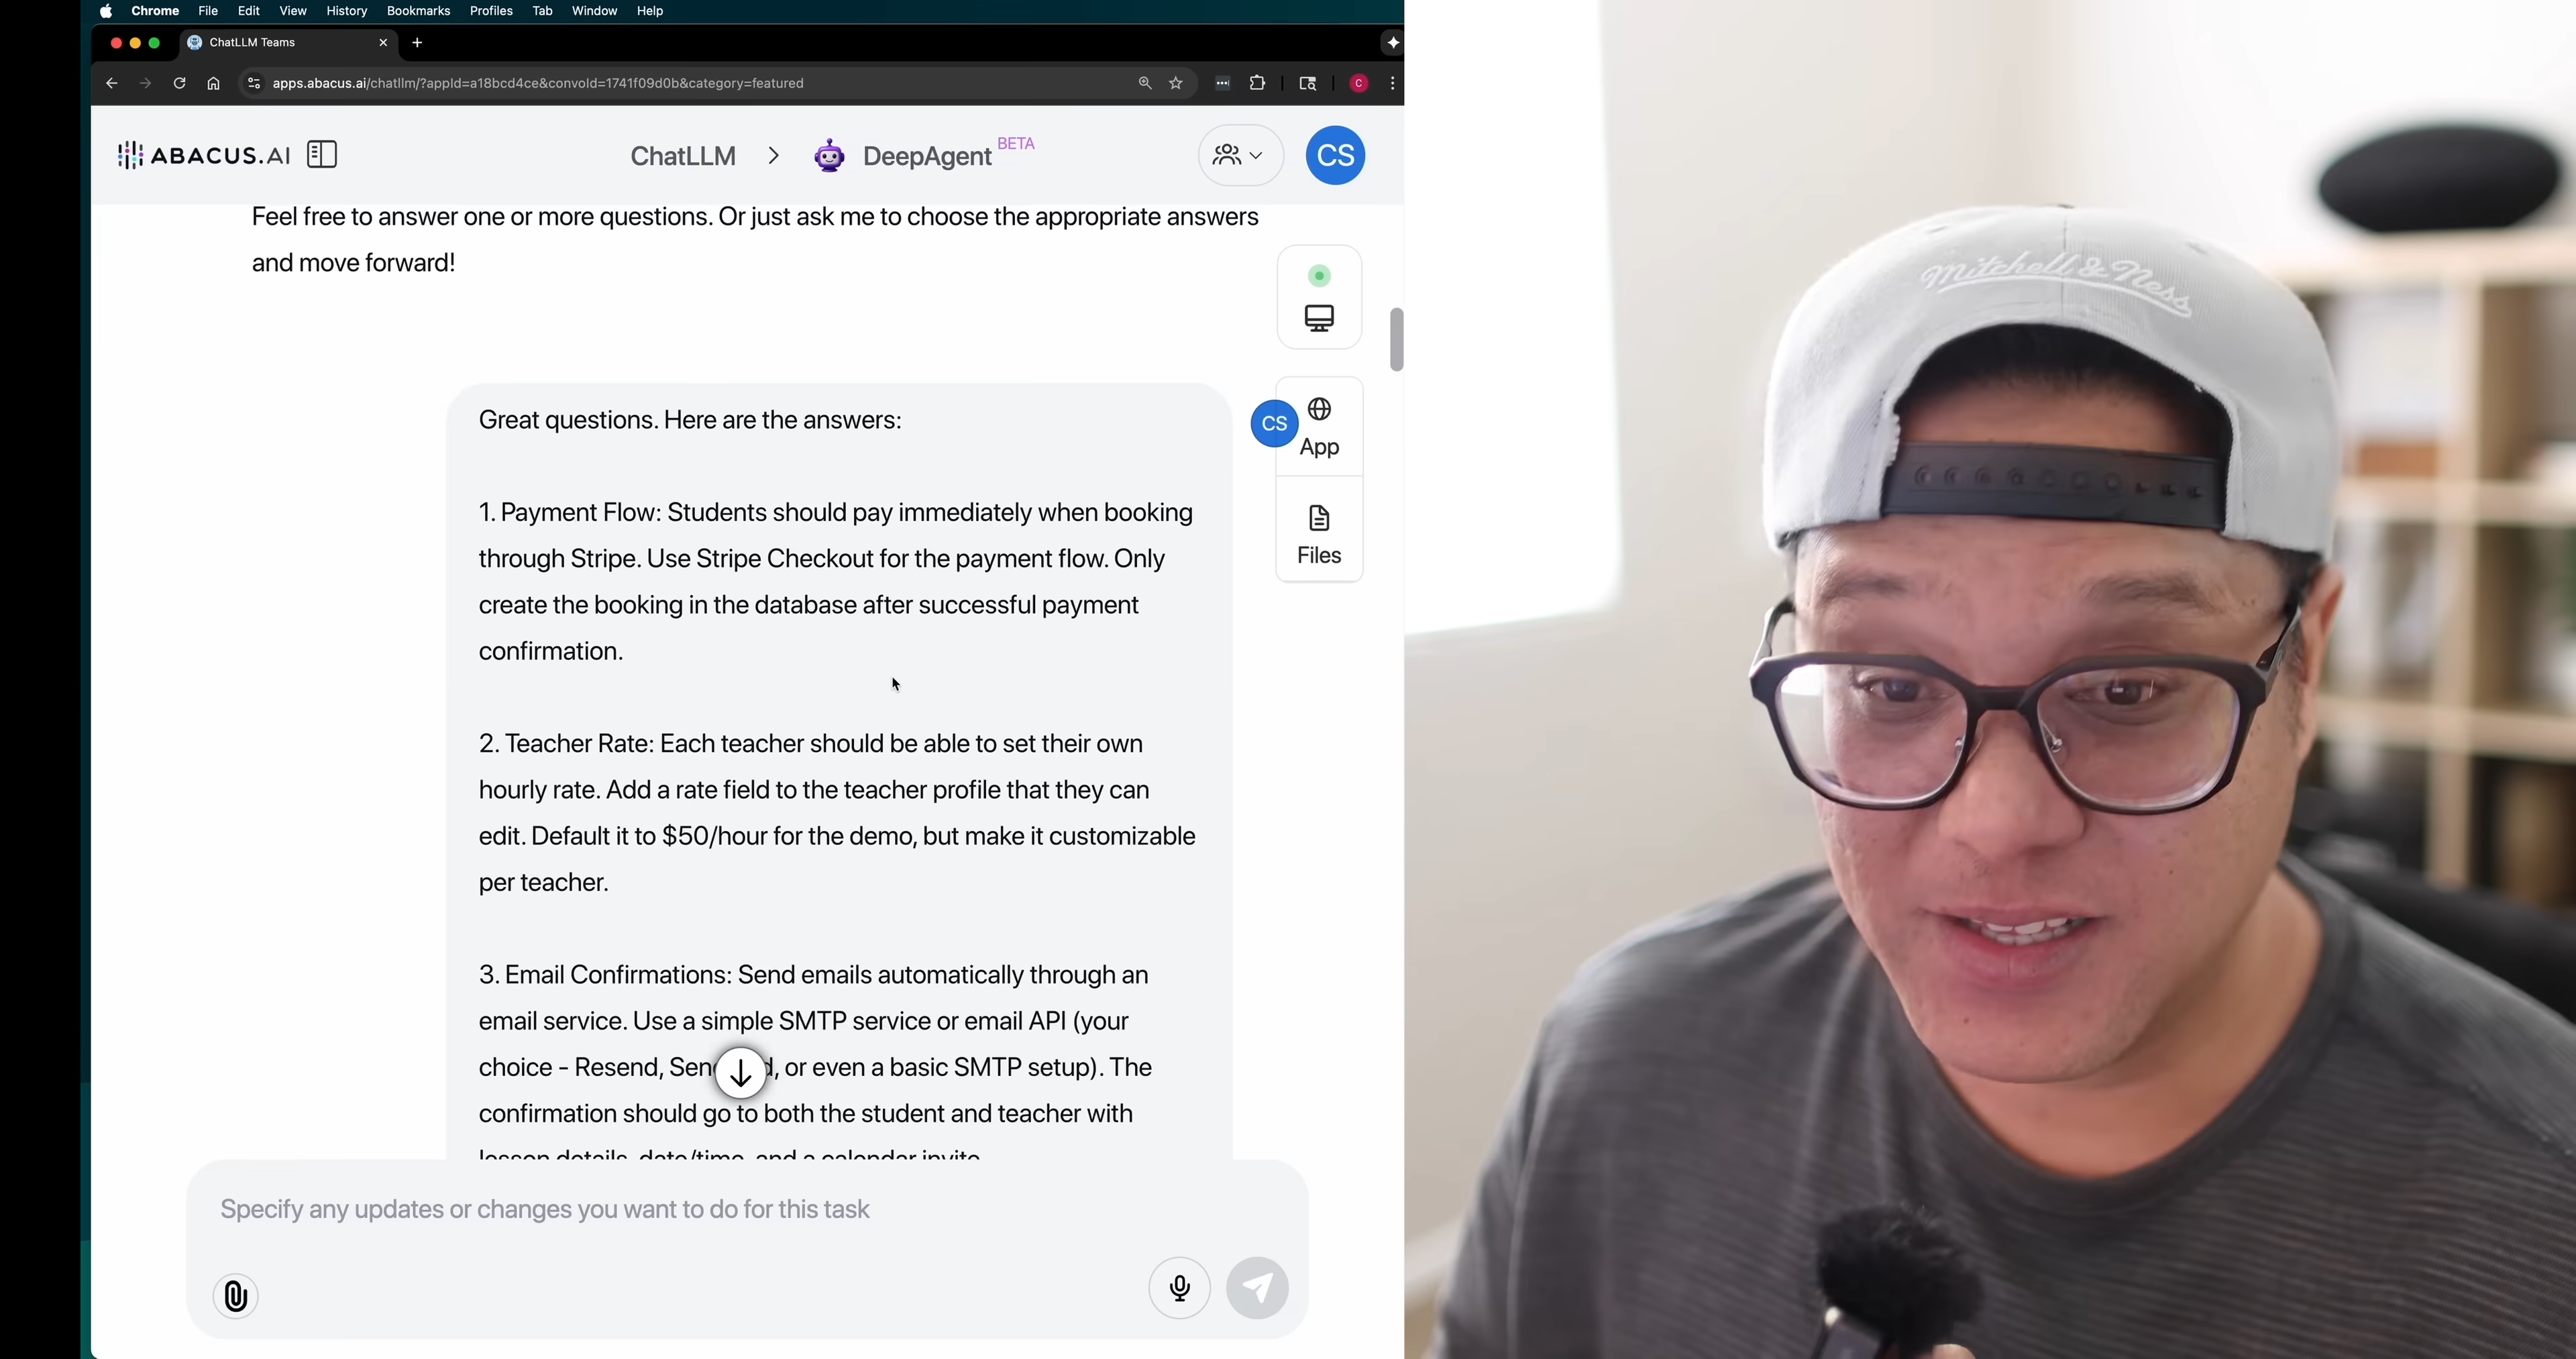 Chrome File Edit View History Bookmarks Profiles Tab Window Help
ChatLLM Teams
apps.abacus.ai/chatllm/?appId=a18bcd4ce&convoId=1741f09d0b&category=featured
C
ABACUS.AI
ChatLLM > DeepAgent BETA
CS
Feel free to answer one or more questions. Or just ask me to choose the appropriate answers
and move forward!
Great questions. Here are the answers:
CS
App
Files
1. Payment Flow: Students should pay immediately when booking
through Stripe. Use Stripe Checkout for the payment flow. Only
create the booking in the database after successful payment
confirmation.
2. Teacher Rate: Each teacher should be able to set their own
hourly rate. Add a rate field to the teacher profile that they can
edit. Default it to $50/hour for the demo, but make it customizable
per teacher.
3. Email Confirmations: Send emails automatically through an
email service. Use a simple SMTP service or email API (your
choice - Resend, or even a basic SMTP setup). The
confirmation should go to both the student and teacher with
lesson details, date/time, and a calendar invite
Specify any updates or changes you want to do for this task
Mitchell & Ness